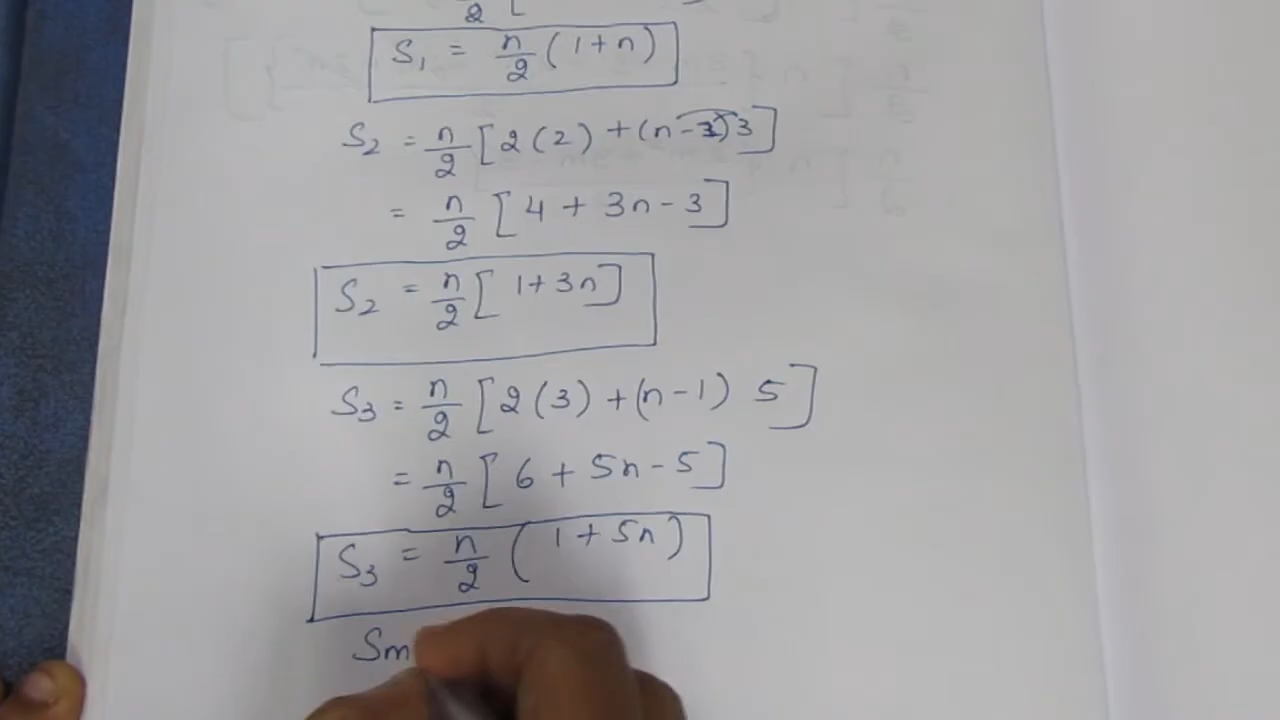 n/2 [
S₁ = n/2 (1+n)
S₂ = n/2 [2(2) + (n-1)3]
= n/2 [4 + 3n - 3]
S₂ = n/2 [1+3n]
S₃ = n/2 [2(3) + (n-1) 5]
= n/2 [6 + 5n - 5]
S₃ = n/2 (1 + 5n)
Sm